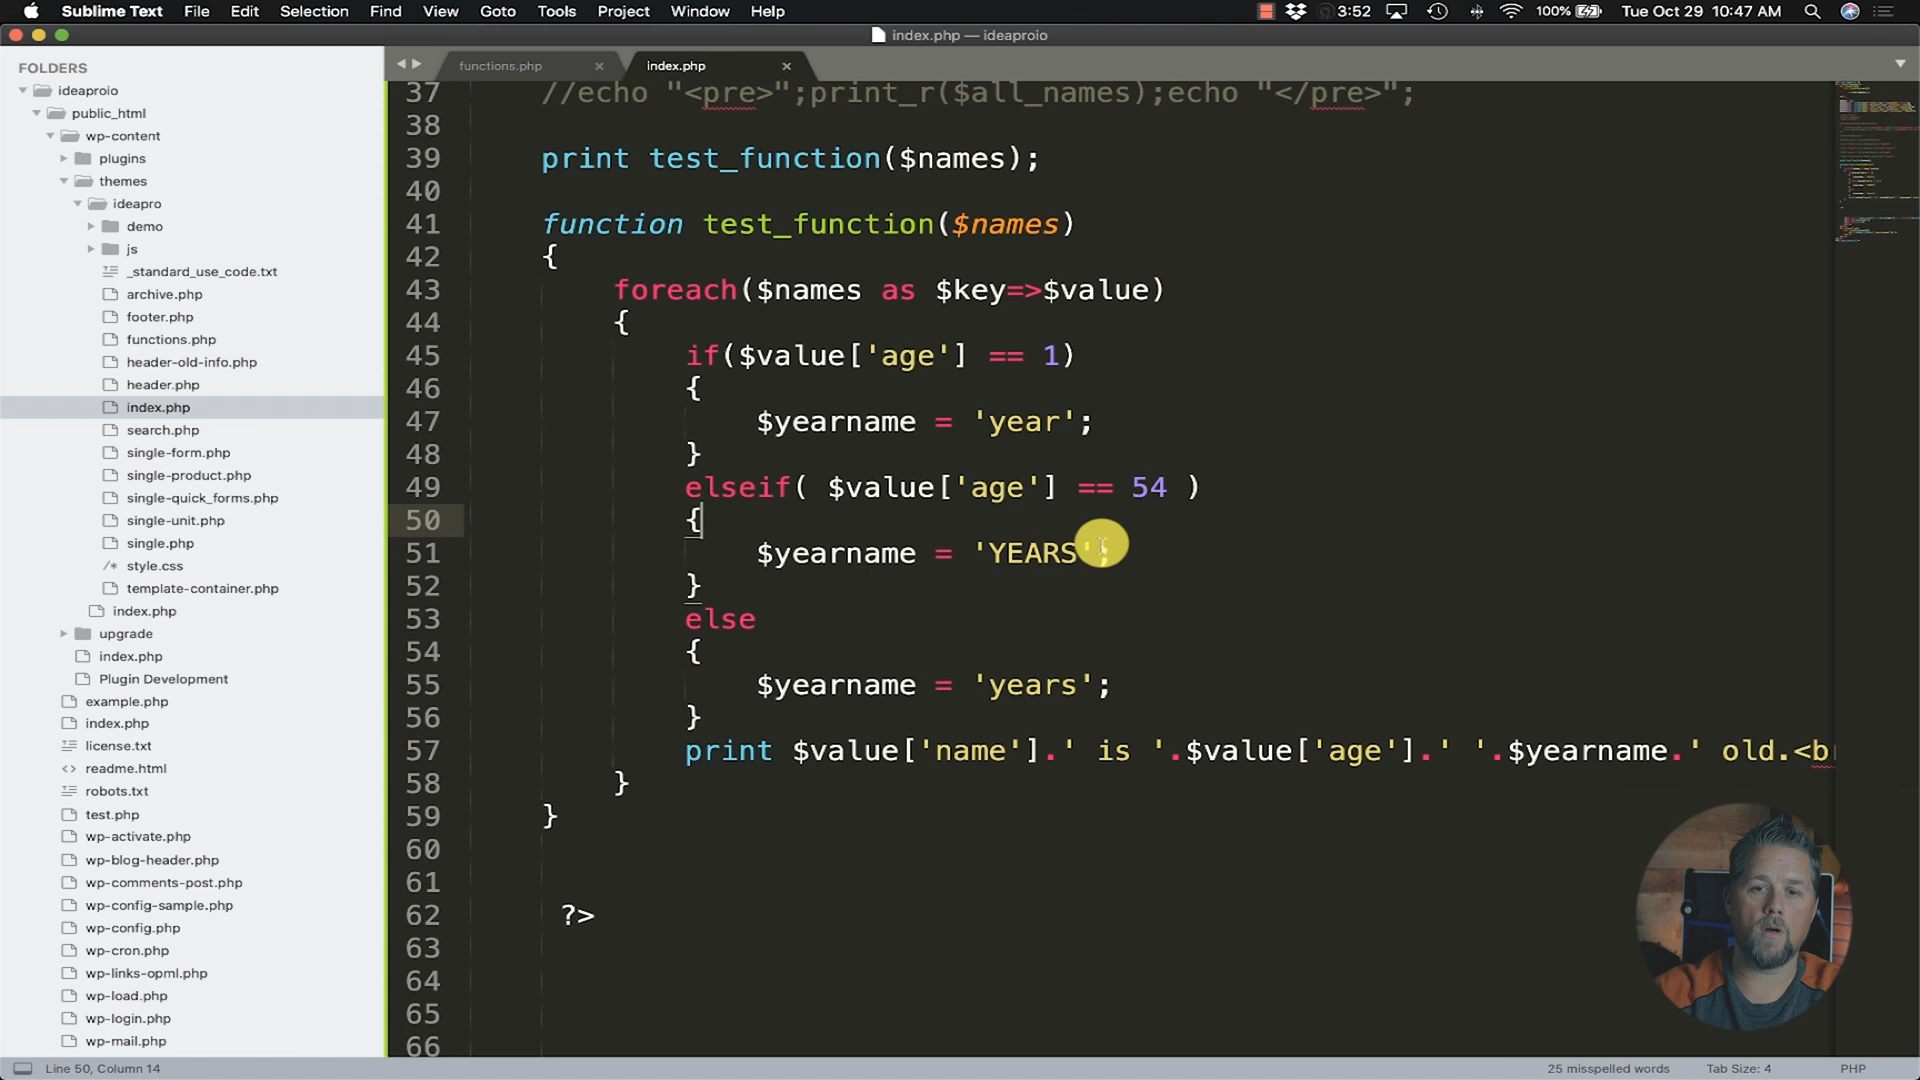 Sublime Text File Edit Selection Find View Goto Tools Project Window Help 3:52 100% Tue Oct 29 10:47 AM
index.php — ideaproio
FOLDERS
ideaproio
public_html
wp-content
plugins
themes
ideapro
demo
js
_standard_use_code.txt
archive.php
footer.php
functions.php
header-old-info.php
header.php
index.php
search.php
single-form.php
single-product.php
single-quick_forms.php
single-unit.php
single.php
/* style.css
template-container.php
index.php
upgrade
index.php
Plugin Development
example.php
index.php
license.txt
<> readme.html
robots.txt
test.php
wp-activate.php
wp-blog-header.php
wp-comments-post.php
wp-config-sample.php
wp-config.php
wp-cron.php
wp-links-opml.php
wp-load.php
wp-login.php
wp-mail.php
functions.php index.php
37 //echo "<pre>";print_r($all_names);echo "</pre>";
38
39 print test_function($names);
40
41 function test_function($names)
42 {
43 foreach($names as $key=>$value)
44 {
45 if($value['age'] == 1)
46 {
47 $yearname = 'year';
48 }
49 elseif( $value['age'] == 54 )
50 {
51 $yearname = 'YEARS';
52 }
53 else
54 {
55 $yearname = 'years';
56 }
57 print $value['name'].' is '.$value['age'].' '.$yearname.' old.<b
58 }
59 }
60
61
62 ?>
63
64
65
66
Line 50, Column 14 25 misspelled words Tab Size: 4 PHP